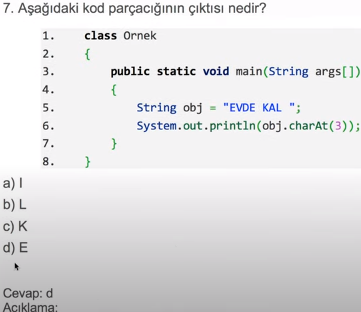 7. Aşağıdaki kod parçacığının çıktısı nedir?
1. class Ornek
2. {
3. public static void main(String args[])
4. {
5. String obj = "EVDE KAL ";
6. System.out.println(obj.charAt(3));
7. }
8. }
a) I
b) L
c) K
d) E
Cevap: d
Açıklama: